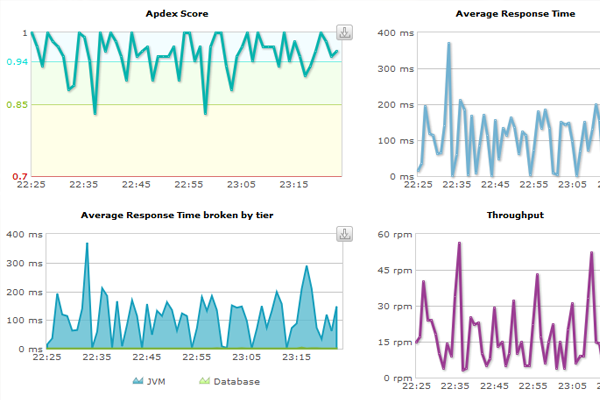 Apdex Score
1
0.94
0.85
0.7
22:25 22:35 22:45 22:55 23:05 23:15
Average Response Time
400 ms
300 ms
200 ms
100 ms
0 ms
22:25 22:35 22:45 22:55 23:05
Average Response Time broken by tier
400 ms
300 ms
200 ms
100 ms
0 ms
22:25 22:35 22:45 22:55 23:05 23:15
JVM Database
Throughput
60 rpm
45 rpm
30 rpm
15 rpm
0 rpm
22:25 22:35 22:45 22:55 23:05